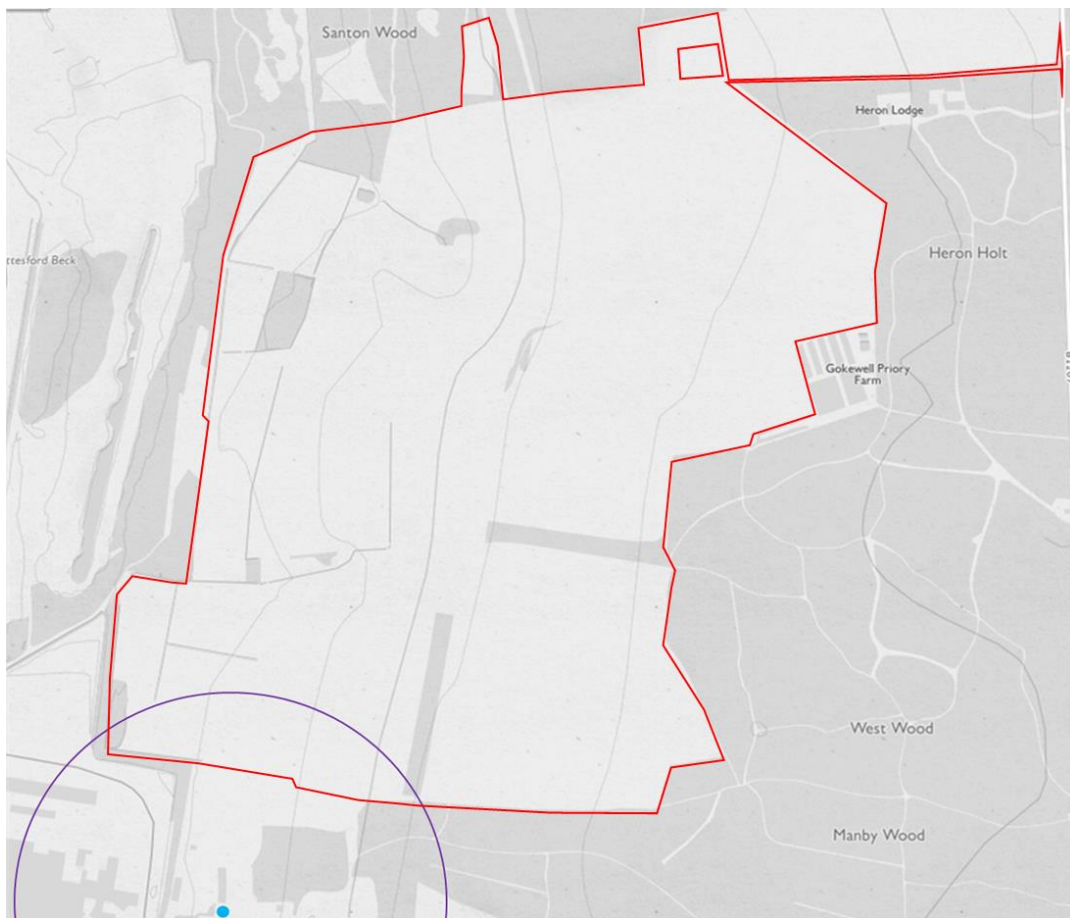 Santon Wood
Heron Lodge
Heron Holt
ttesford Beck
Gokewell Priory
Farm
West Wood
Manby Wood